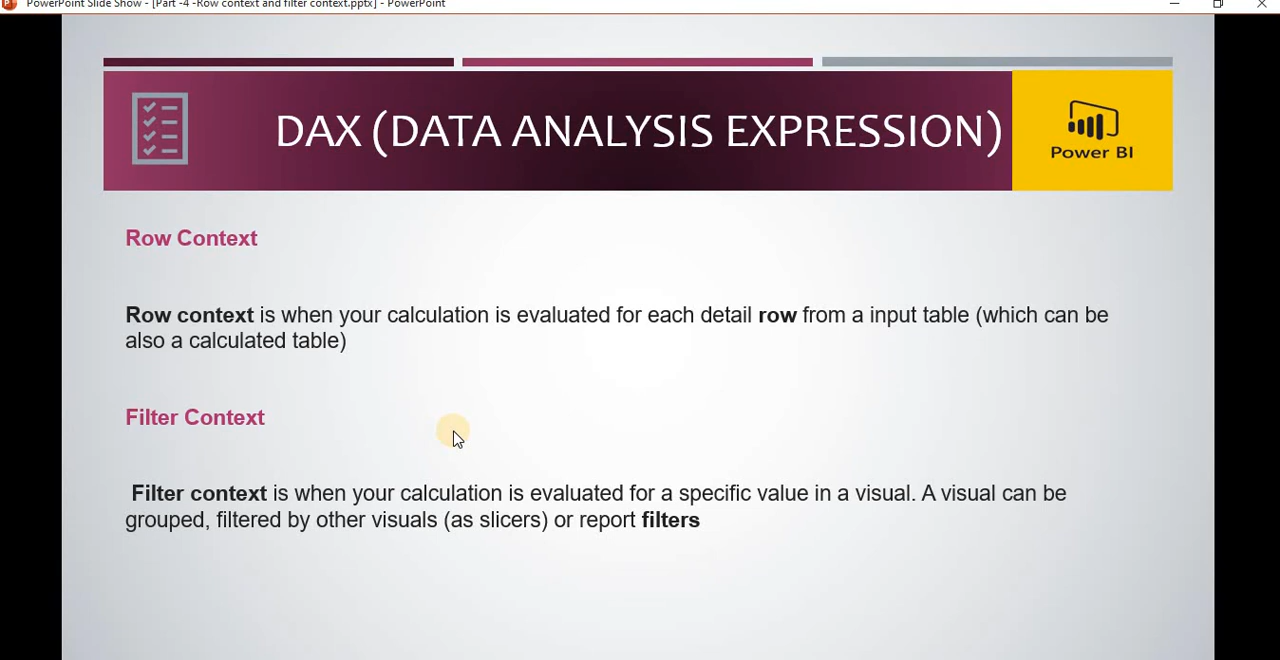 PowerPoint Slide Show - [Part -4 -Row context and filter context.pptx] - PowerPoint
DAX (DATA ANALYSIS EXPRESSION)
Power BI
Row Context
Row context is when your calculation is evaluated for each detail row from a input table (which can be
also a calculated table)
Filter Context
Filter context is when your calculation is evaluated for a specific value in a visual. A visual can be
grouped, filtered by other visuals (as slicers) or report filters